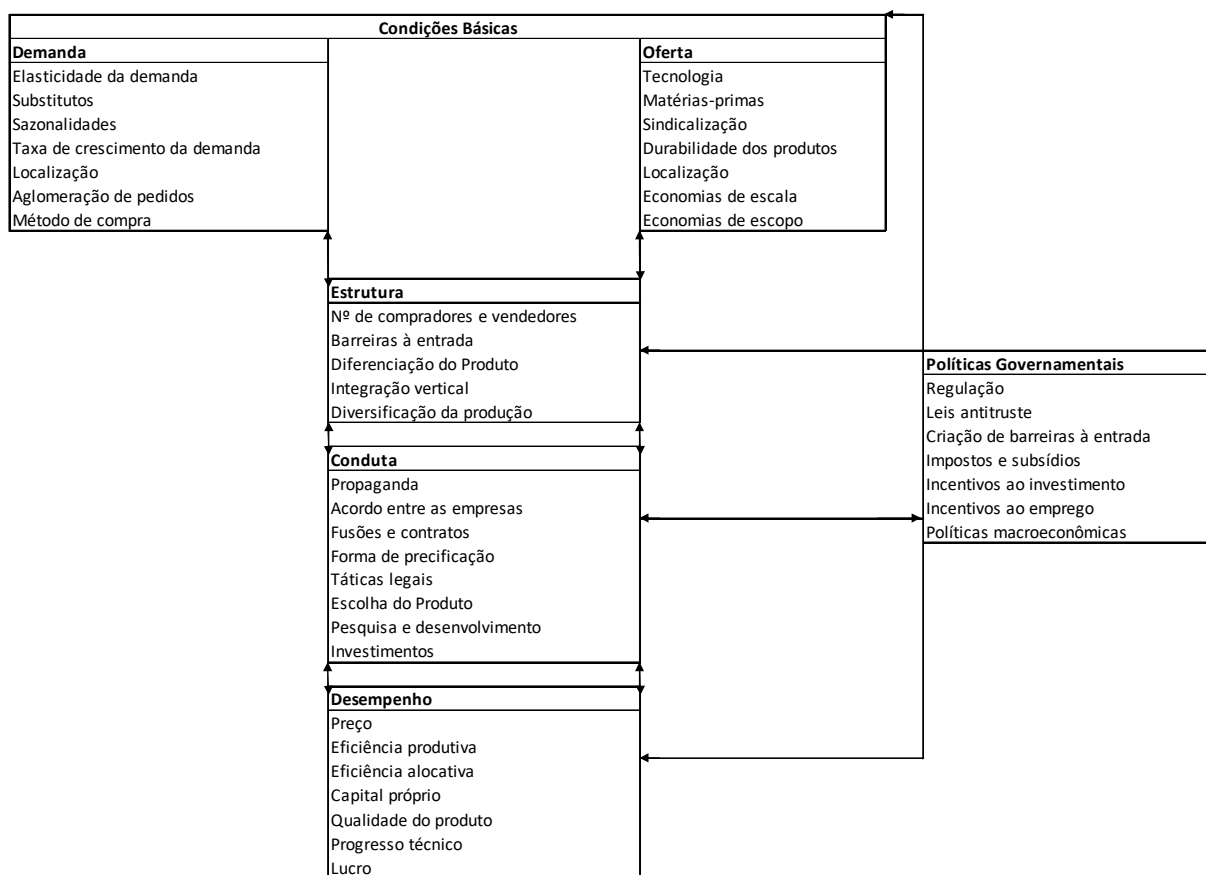 Condições Básicas
Demanda
Elasticidade da demanda
Substitutos
Sazonalidades
Taxa de crescimento da demanda
Localização
Aglomeração de pedidos
Método de compra
Oferta
Tecnologia
Matérias-primas
Sindicalização
Durabilidade dos produtos
Localização
Economias de escala
Economias de escopo
Estrutura
Nº de compradores e vendedores
Barreiras à entrada
Diferenciação do Produto
Integração vertical
Diversificação da produção
Conduta
Propaganda
Acordo entre as empresas
Fusões e contratos
Forma de precificação
Táticas legais
Escolha do Produto
Pesquisa e desenvolvimento
Investimentos
Desempenho
Preço
Eficiência produtiva
Eficiência alocativa
Capital próprio
Qualidade do produto
Progresso técnico
Lucro
Políticas Governamentais
Regulação
Leis antitruste
Criação de barreiras à entrada
Impostos e subsídios
Incentivos ao investimento
Incentivos ao emprego
Políticas macroeconômicas